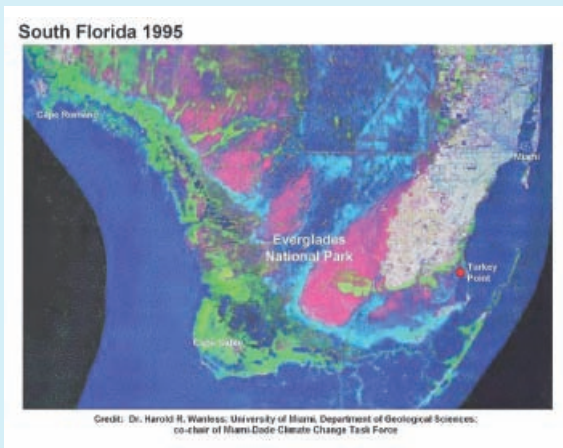 South Florida 1995
Cape Romano
Miami
Everglades
National Park
Turkey
Point
Cape Sable
Credit: Dr. Harold R. Wanless; University of Miami, Department of Geological Sciences;
co-chair of Miami-Dade Climate Change Task Force